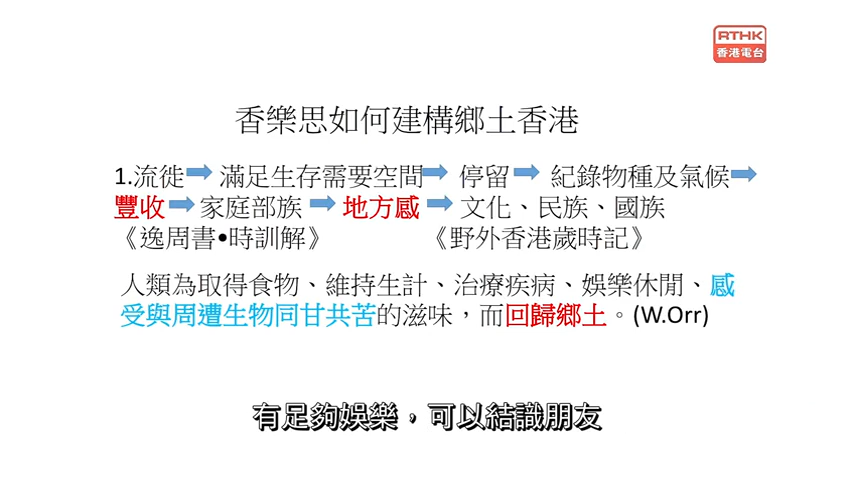 RTHK
香港電台
香樂思如何建構鄉土香港
1.流徙➡滿足生存需要空間➡停留➡紀錄物種及氣候➡
豐收➡家庭部族➡地方感➡文化、民族、國族
《逸周書•時訓解》 《野外香港歲時記》
人類為取得食物、維持生計、治療疾病、娛樂休閒、感
受與周遭生物同甘共苦的滋味，而回歸鄉土。(W.Orr)
有足夠娛樂，可以結識朋友